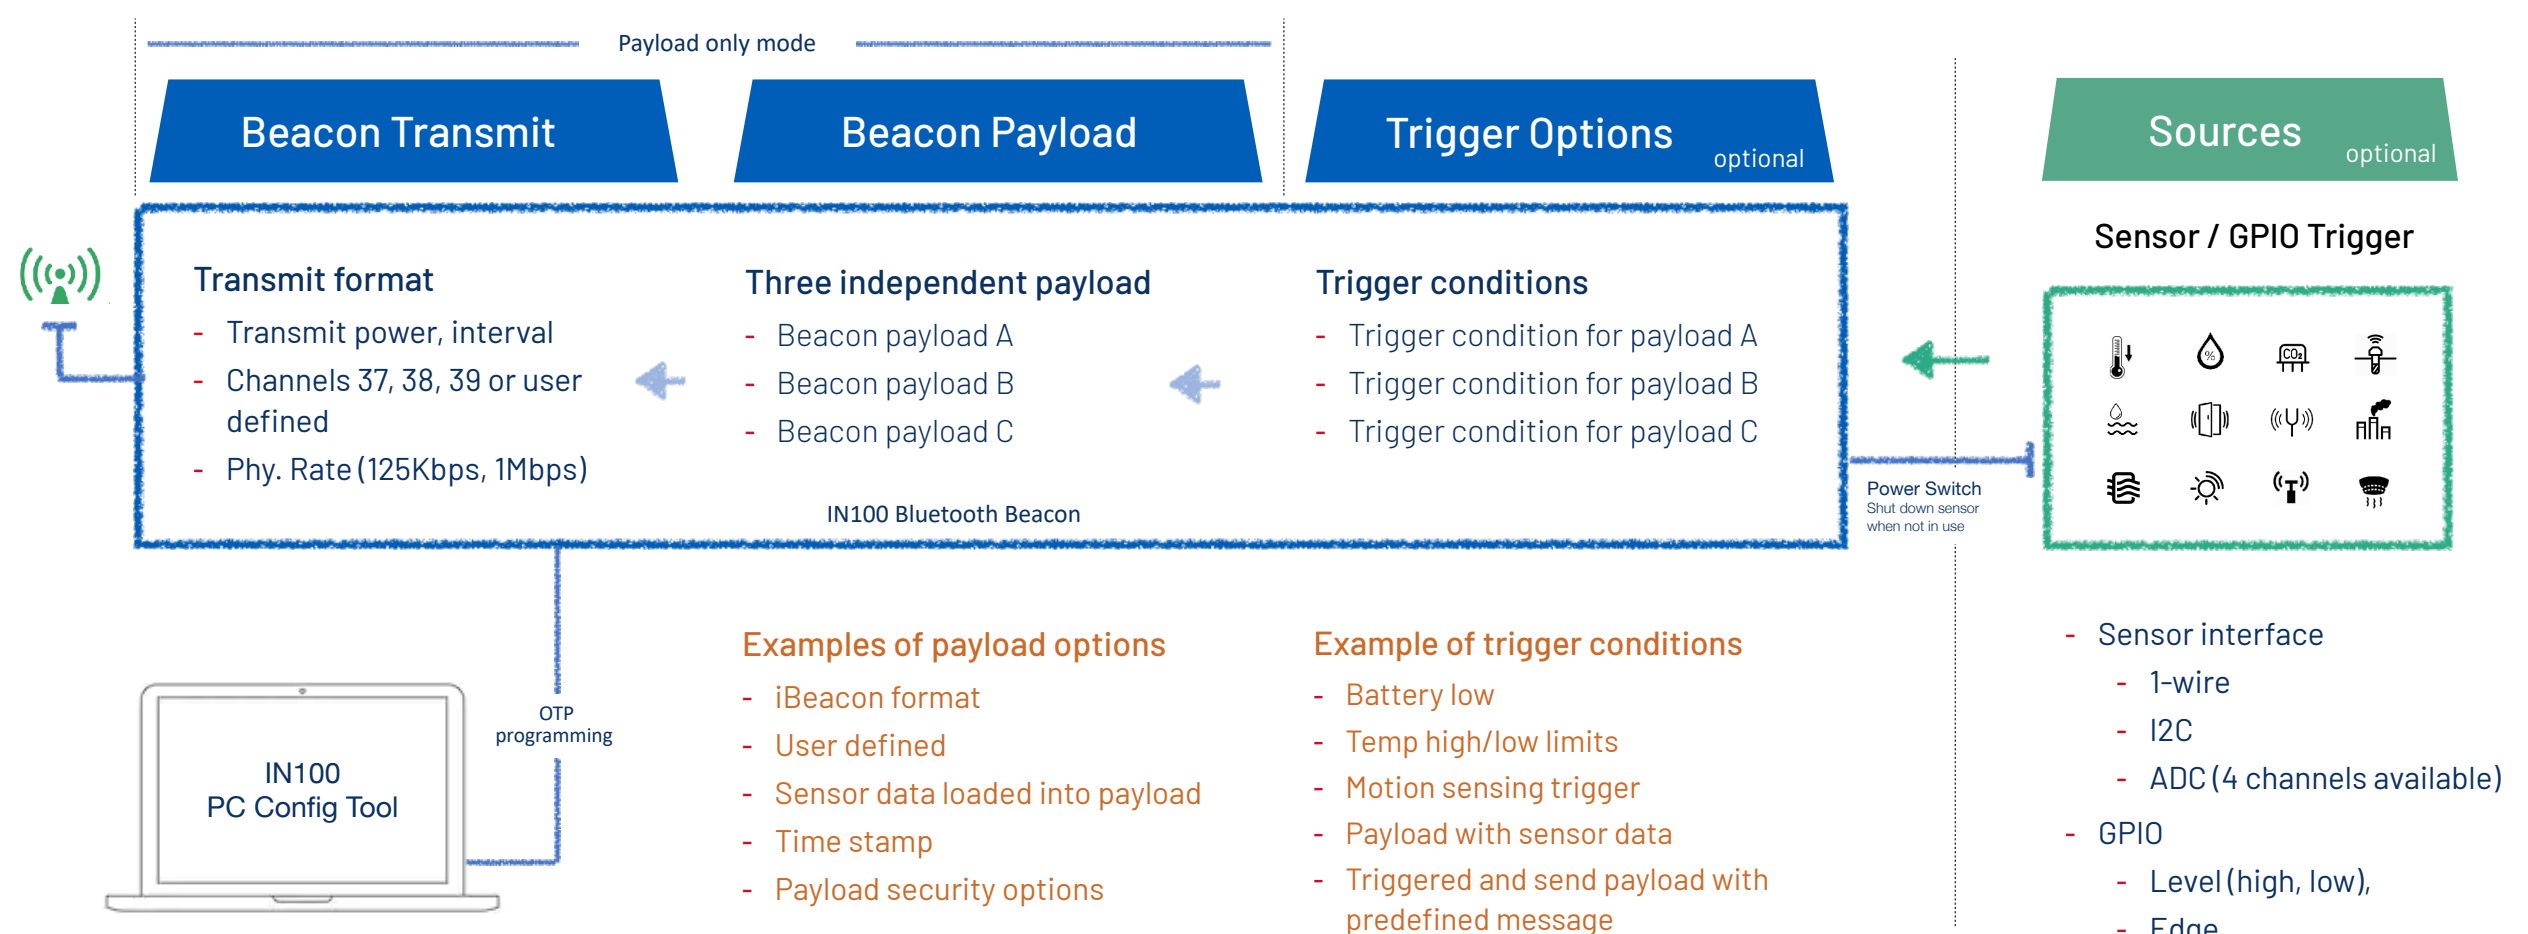 Payload only mode
Beacon Transmit
Beacon Payload
Trigger Options
optional
Sources
optional
Transmit format
- Transmit power, interval
- Channels 37, 38, 39 or user
defined
- Phy. Rate (125Kbps, 1Mbps)
Three independent payload
- Beacon payload A
- Beacon payload B
- Beacon payload C
Trigger conditions
- Trigger condition for payload A
- Trigger condition for payload B
- Trigger condition for payload C
IN100 Bluetooth Beacon
Power Switch
Shut down sensor
when not in use
Sensor / GPIO Trigger
%
CO₂
OTP
programming
IN100
PC Config Tool
Examples of payload options
- iBeacon format
- User defined
- Sensor data loaded into payload
- Time stamp
- Payload security options
Example of trigger conditions
- Battery low
- Temp high/low limits
- Motion sensing trigger
- Payload with sensor data
- Triggered and send payload with
predefined message
- Sensor interface
- 1-wire
- I2C
- ADC (4 channels available)
- GPIO
- Level (high, low),
- Edge